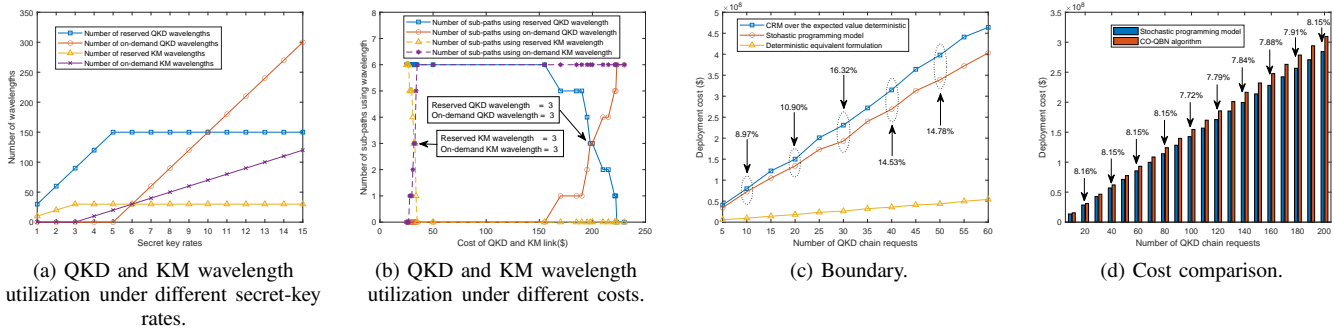 350
300
250
200
150
100
50
0
Number of wavelengths
Number of reserved QKD wavelengths
Number of on-demand QKD wavelengths
Number of reserved KM wavelengths
Number of on-demand KM wavelengths
1 2 3 4 5 6 7 8 9 10 11 12 13 14 15
Secret key rates
(a) QKD and KM wavelength
utilization under different secret-key
rates.
8
7
6
5
4
3
2
1
0
Number of sub-paths using reserved wavelength
Number of sub-paths using reserved QKD wavelength
Number of sub-paths using on-demand QKD wavelength
Number of sub-paths using reserved KM wavelength
Number of sub-paths using on-demand KM wavelength
Reserved QKD wavelength = 3
On-demand QKD wavelength = 3
Reserved KM wavelength = 3
On-demand KM wavelength = 3
0 50 100 150 200 250
Cost of QKD and KM link($)
(b) QKD and KM wavelength
utilization under different costs.
×10⁸
5
4.5
4
3.5
3
2.5
2
1.5
1
0.5
0
Deployment cost ($)
CRM over the expected value deterministic
Stochastic programming model
Deterministic equivalent formulation
8.97%
10.90%
16.32%
14.53%
14.78%
5 10 15 20 25 30 35 40 45 50 55 60
Number of QKD chain requests
(c) Boundary.
×10⁸
3.5
3
2.5
2
1.5
1
0.5
0
Deployment cost ($)
Stochastic programming model
CO-QBN algorithm
8.16%
8.15%
8.15%
8.15%
7.72%
7.79%
7.84%
7.88%
7.91%
8.15%
20 40 60 80 100 120 140 160 180 200
Number of QKD chain requests
(d) Cost comparison.